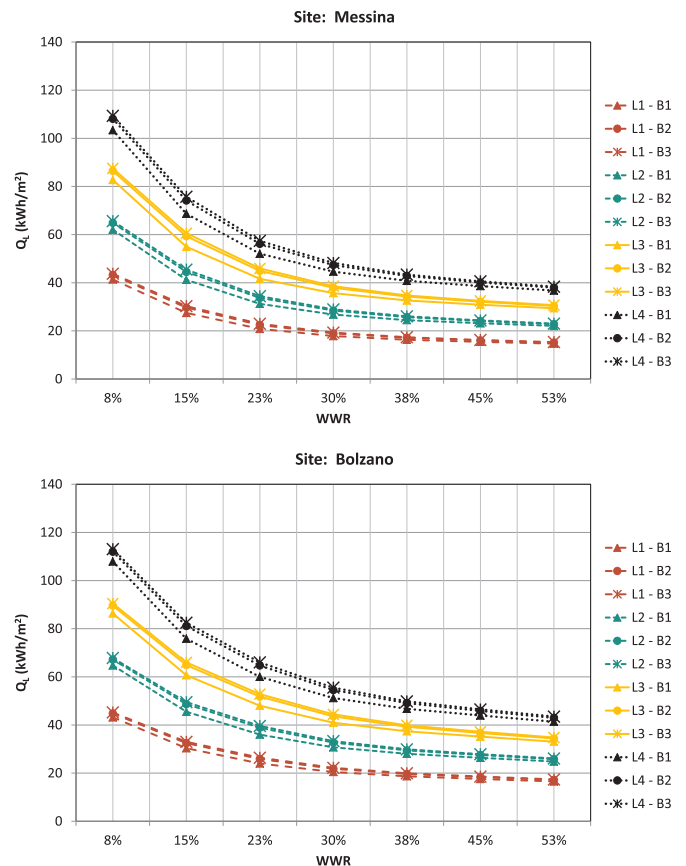 Site: Messina
140
120
100
80
60
40
20
0
Q_L (kWh/m²)
8% 15% 23% 30% 38% 45% 53%
WWR
L1 - B1
L1 - B2
L1 - B3
L2 - B1
L2 - B2
L2 - B3
L3 - B1
L3 - B2
L3 - B3
L4 - B1
L4 - B2
L4 - B3
Site: Bolzano
140
120
100
80
60
40
20
0
Q_L (kWh/m²)
8% 15% 23% 30% 38% 45% 53%
WWR
L1 - B1
L1 - B2
L1 - B3
L2 - B1
L2 - B2
L2 - B3
L3 - B1
L3 - B2
L3 - B3
L4 - B1
L4 - B2
L4 - B3